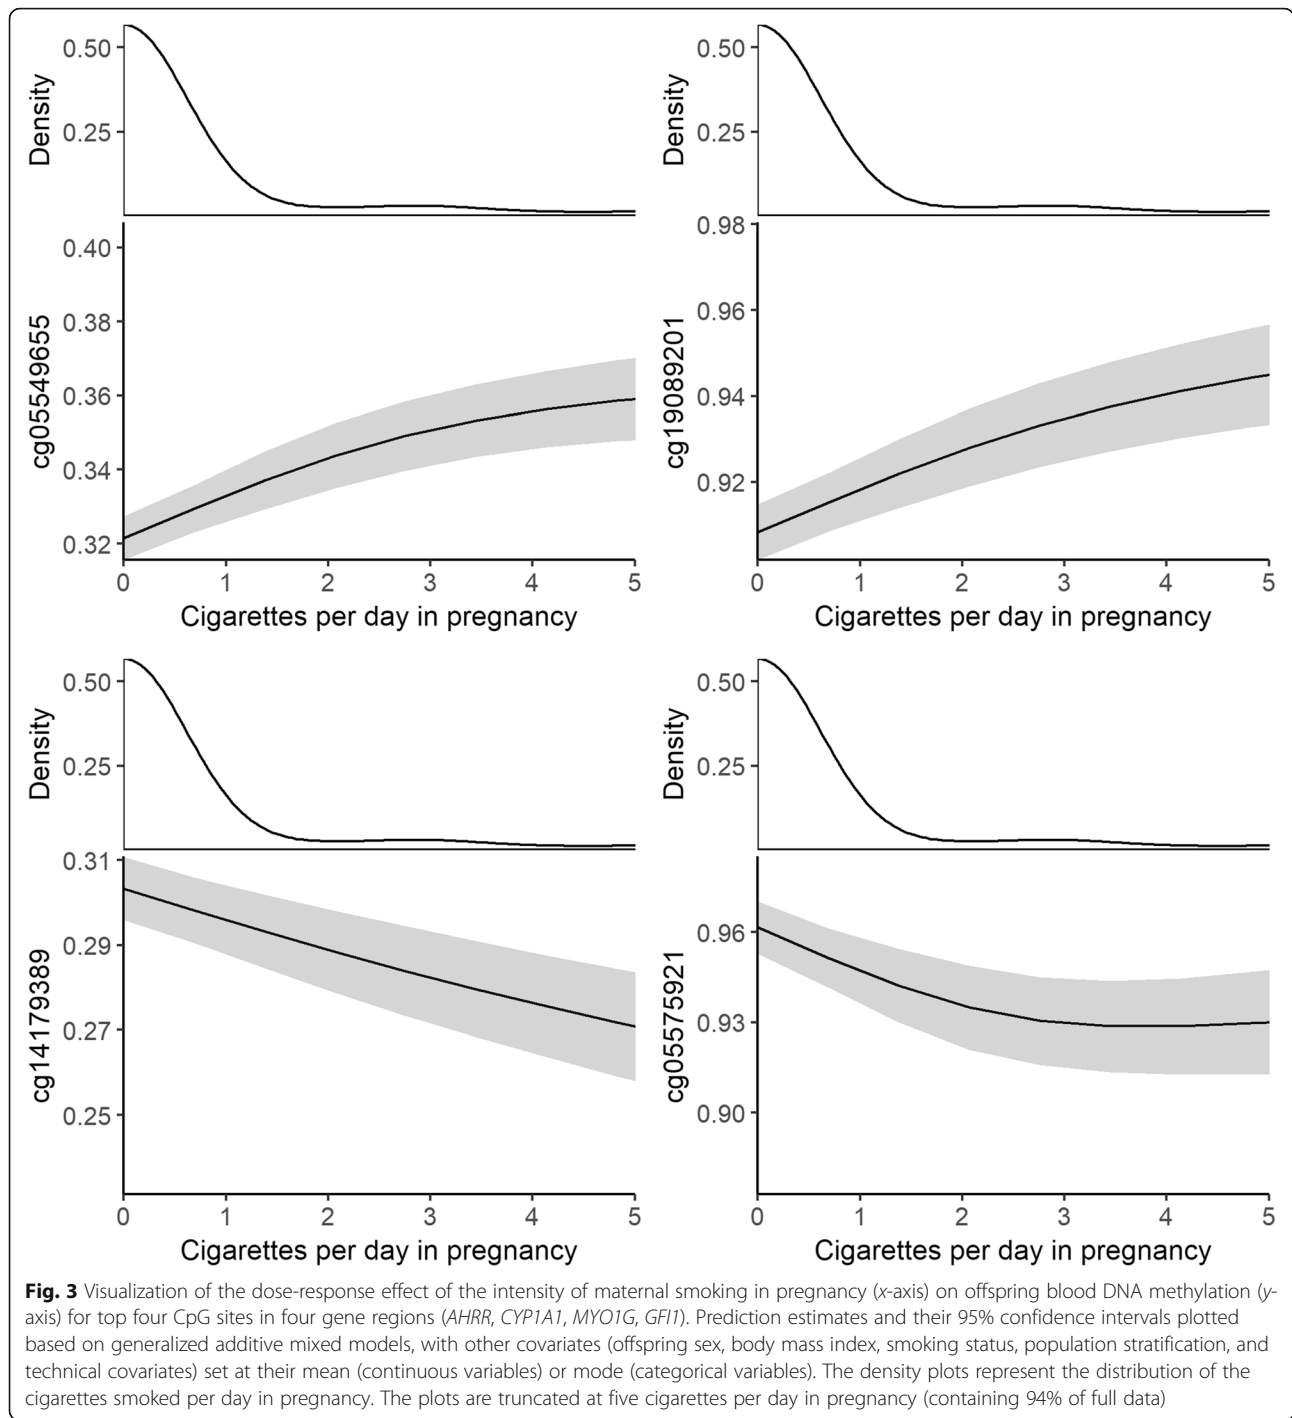 0.50
0.25
Density
0.40
0.38
0.36
0.34
0.32
cg05549655
0 1 2 3 4 5
Cigarettes per day in pregnancy
0.50
0.25
Density
0.98
0.96
0.94
0.92
cg19089201
0 1 2 3 4 5
Cigarettes per day in pregnancy
0.50
0.25
Density
0.31
0.29
0.27
0.25
cg14179389
0 1 2 3 4 5
Cigarettes per day in pregnancy
0.50
0.25
Density
0.96
0.93
0.90
cg05575921
0 1 2 3 4 5
Cigarettes per day in pregnancy
Fig. 3 Visualization of the dose-response effect of the intensity of maternal smoking in pregnancy (x-axis) on offspring blood DNA methylation (y-
axis) for top four CpG sites in four gene regions (AHRR, CYP1A1, MYO1G, GFI1). Prediction estimates and their 95% confidence intervals plotted
based on generalized additive mixed models, with other covariates (offspring sex, body mass index, smoking status, population stratification, and
technical covariates) set at their mean (continuous variables) or mode (categorical variables). The density plots represent the distribution of the
cigarettes smoked per day in pregnancy. The plots are truncated at five cigarettes per day in pregnancy (containing 94% of full data)